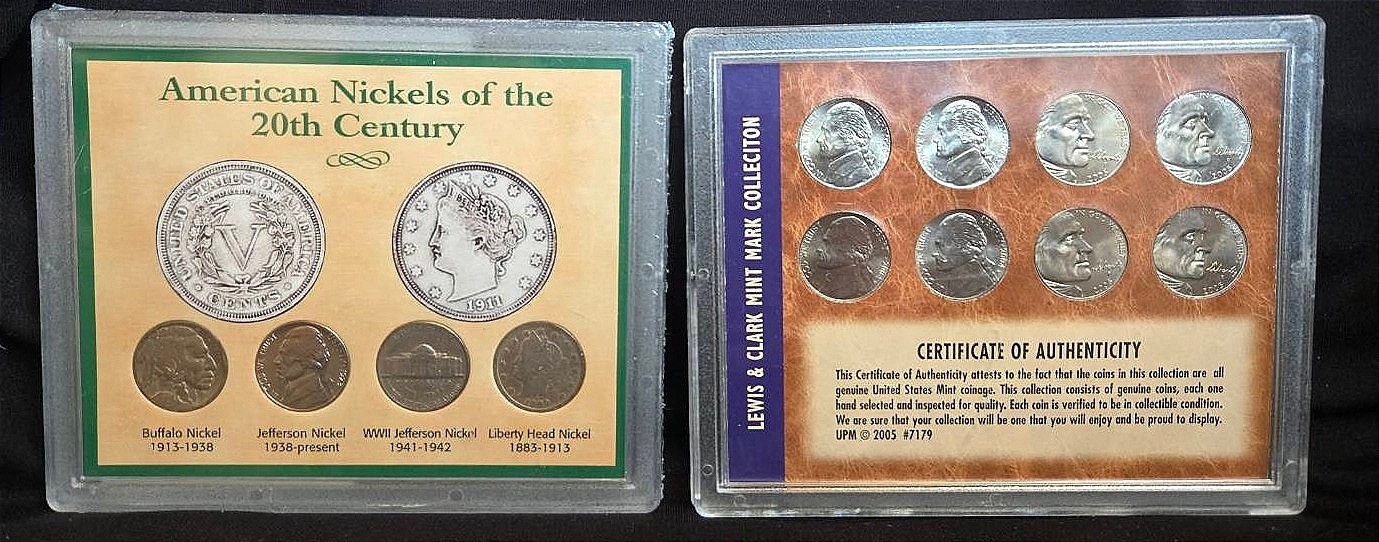 American Nickels of the
20th Century
UNITED STATES OF AMERICA
V
CENTS
1911
Buffalo Nickel
1913-1938
Jefferson Nickel
1938-present
WWII Jefferson Nickel
1941-1942
Liberty Head Nickel
1883-1913
LEWIS & CLARK MINT MARK COLLECITON
Liberty
2005
CERTIFICATE OF AUTHENTICITY
This Certificate of Authenticity attests to the fact that the coins in this collection are all
genuine United States Mint coinage. This collection consists of genuine coins, each one
hand selected and inspected for quality. Each coin is verified to be in collectible condition.
We are sure that your collection will be one that you will enjoy and be proud to display.
UPM © 2005 #7179